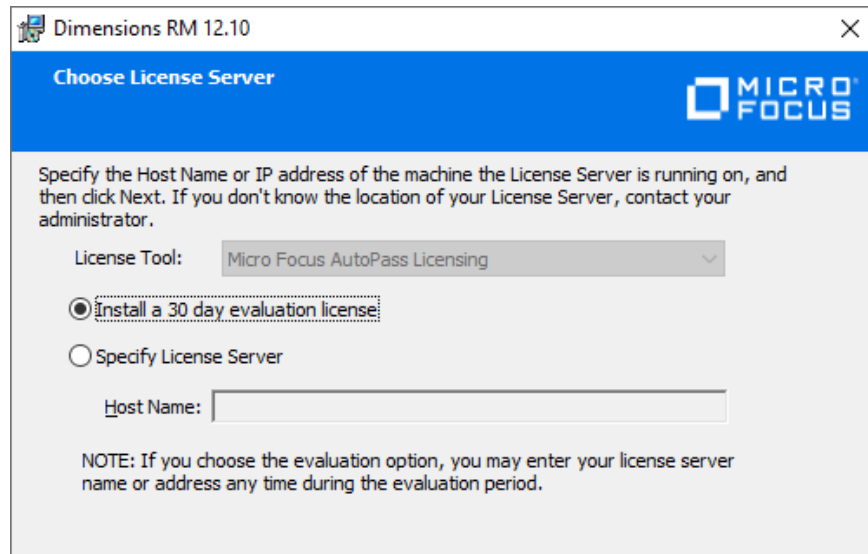 Dimensions RM 12.10
Choose License Server
MICRO
FOCUS
Specify the Host Name or IP address of the machine the License Server is running on, and
then click Next. If you don't know the location of your License Server, contact your
administrator.
License Tool: Micro Focus AutoPass Licensing
Install a 30 day evaluation license
Specify License Server
Host Name:
NOTE: If you choose the evaluation option, you may enter your license server
name or address any time during the evaluation period.